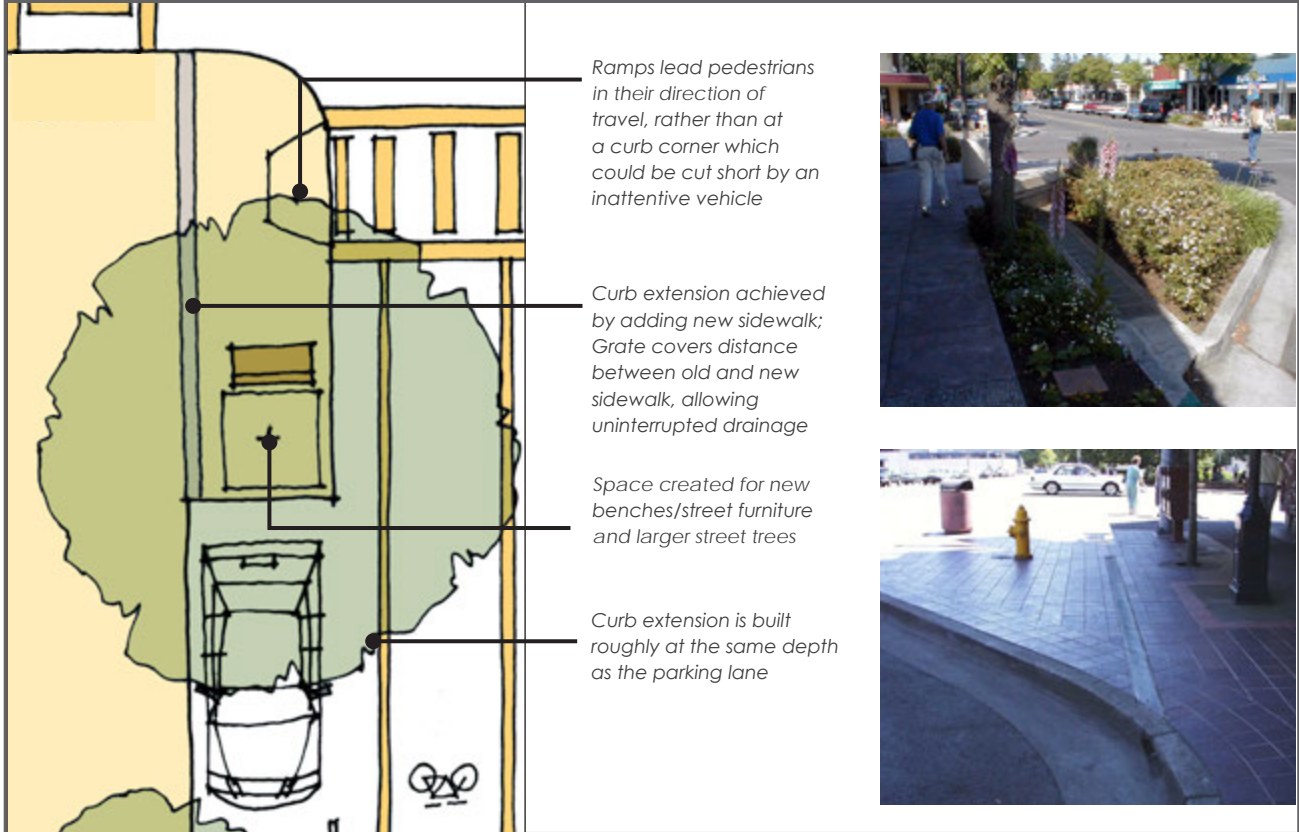 Ramps lead pedestrians
in their direction of
travel, rather than at
a curb corner which
could be cut short by an
inattentive vehicle
Curb extension achieved
by adding new sidewalk;
Grate covers distance
between old and new
sidewalk, allowing
uninterrupted drainage
Space created for new
benches/street furniture
and larger street trees
Curb extension is built
roughly at the same depth
as the parking lane